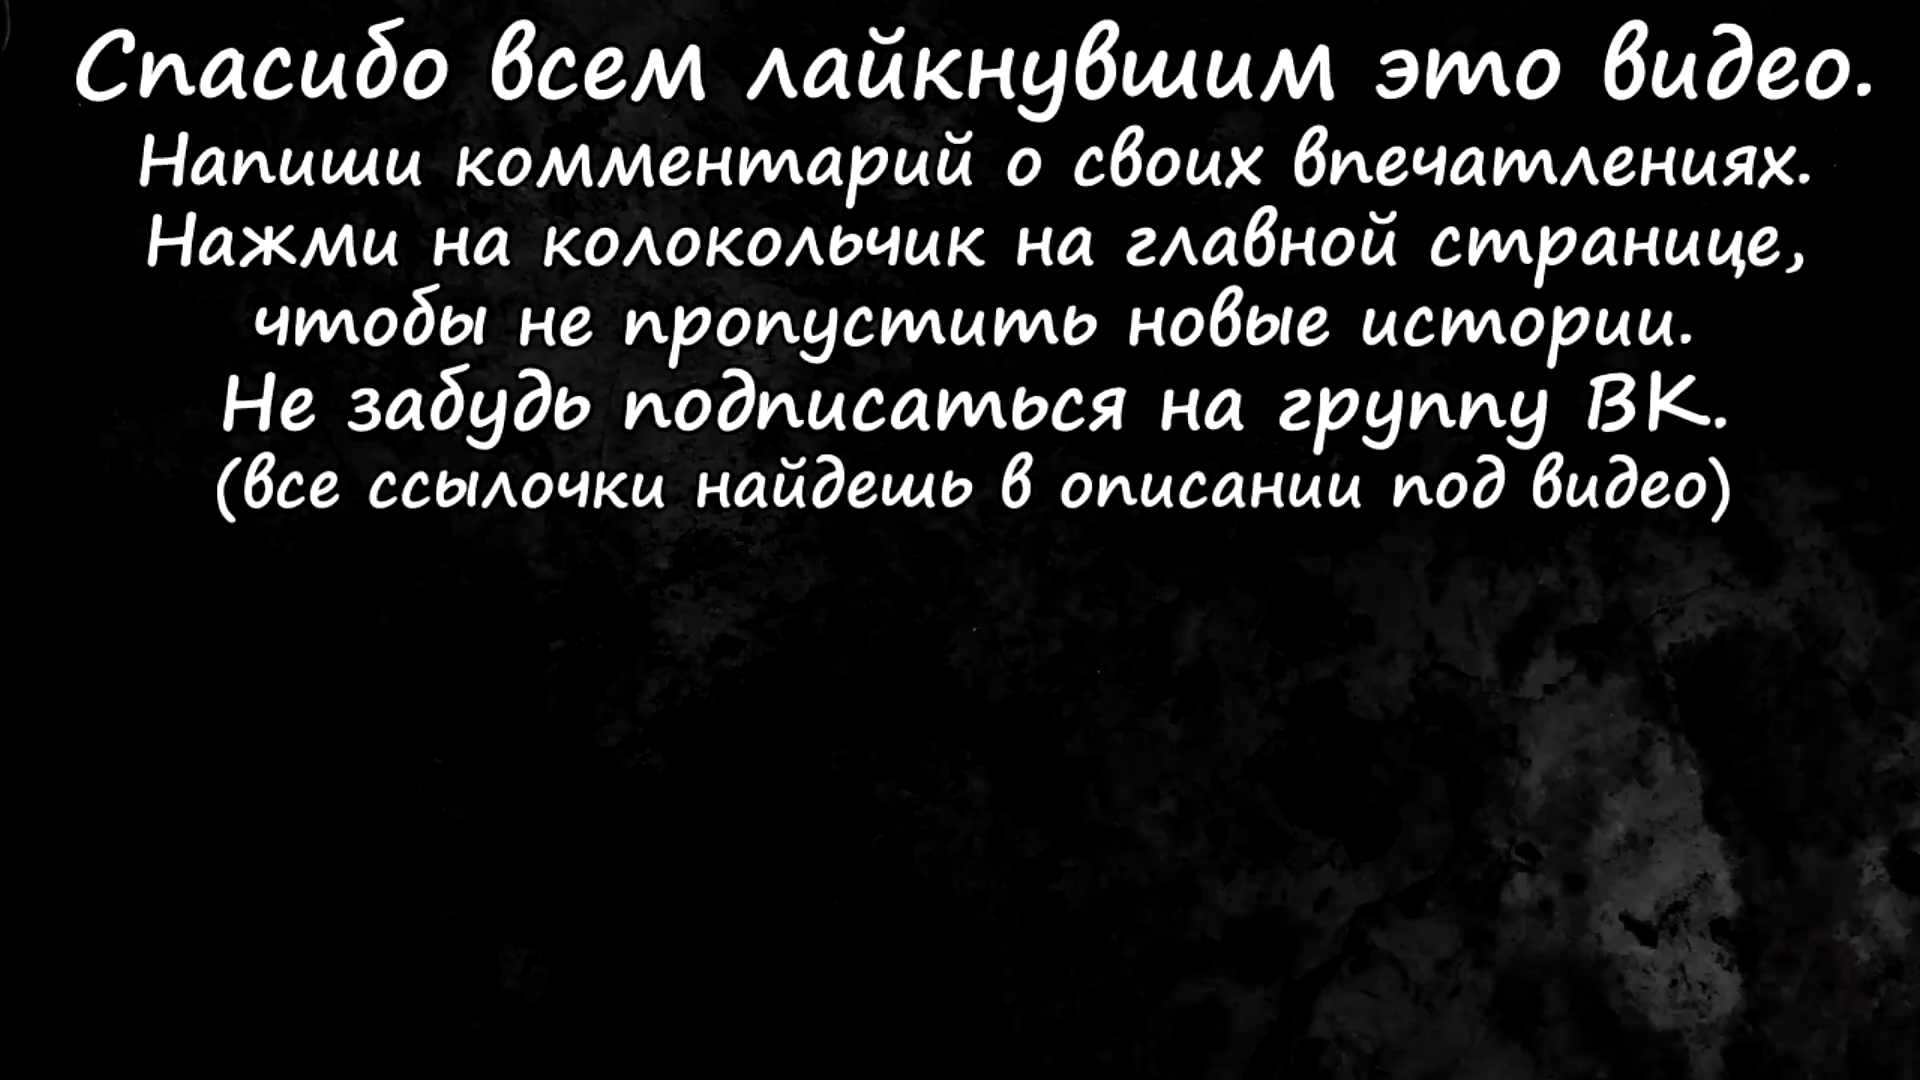 Спасибо всем лайкнувшим это видео.
Напиши комментарий о своих впечатлениях.
Нажми на колокольчик на главной странице,
чтобы не пропустить новые истории.
Не забудь подписаться на группу ВК.
(все ссылочки найдешь в описании под видео)